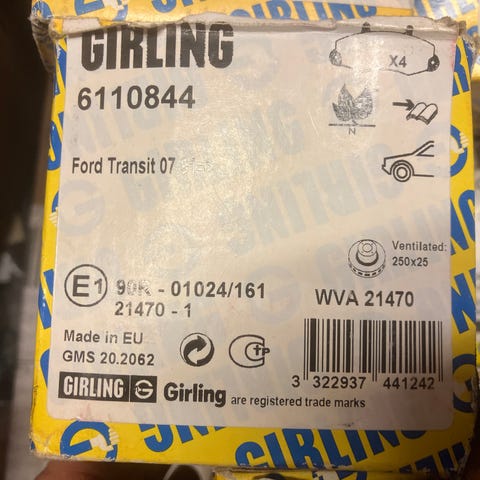 GIRLING
6110844
X4
N
Ford Transit 07
Ventilated:
250x25
E1 90R - 01024/161
21470 - 1
WVA 21470
Made in EU
GMS 20.2062
3 322937 441242
GIRLING G Girling are registered trade marks
GIRLING